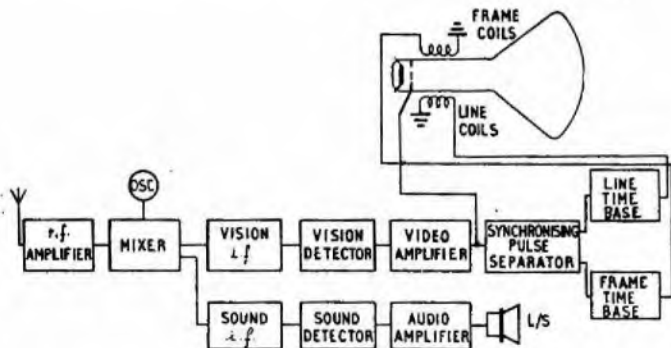 FRAME
COILS
LINE
COILS
OSC
r.f.
AMPLIFIER
MIXER
VISION
i.f
VISION
DETECTOR
VIDEO
AMPLIFIER
SYNCHRONISING
PULSE
SEPARATOR
LINE
TIME
BASE
FRAME
TIME
BASE
SOUND
i.f.
SOUND
DETECTOR
AUDIO
AMPLIFIER
L/S